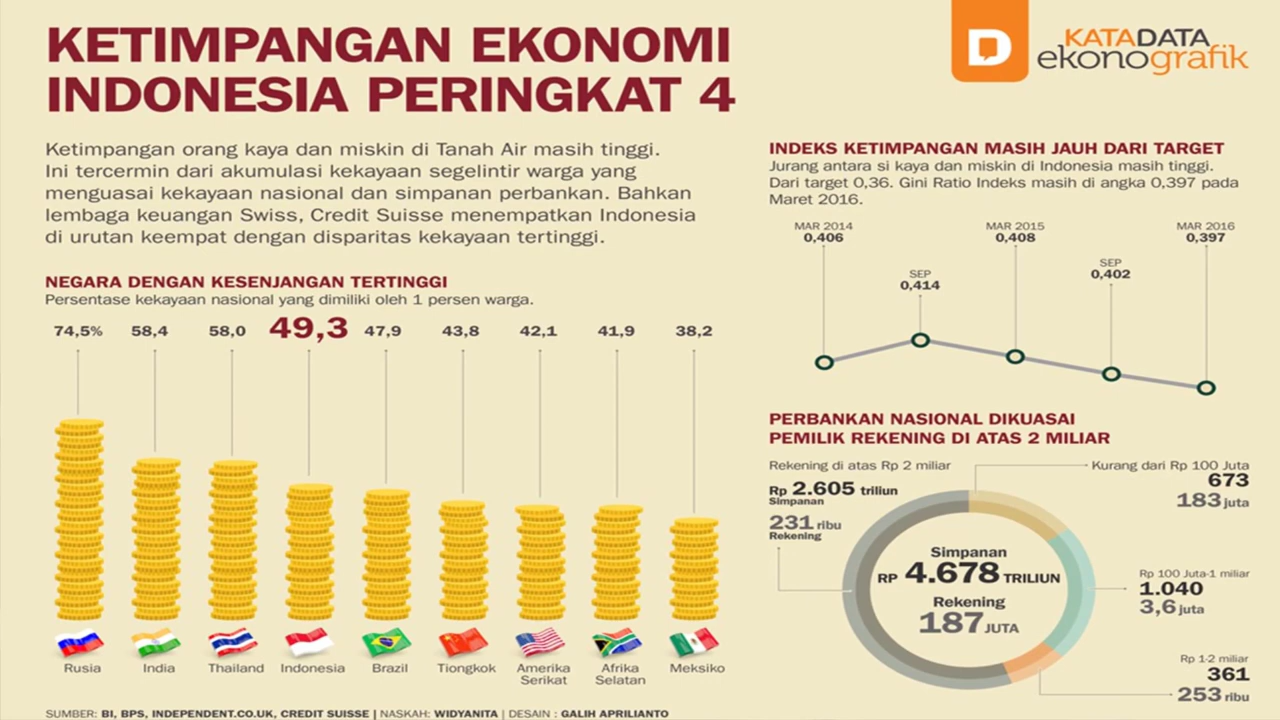 KETIMPANGAN EKONOMI
INDONESIA PERINGKAT 4
D
KATADATA
ekonografik
Ketimpangan orang kaya dan miskin di Tanah Air masih tinggi.
Ini tercermin dari akumulasi kekayaan segelintir warga yang
menguasai kekayaan nasional dan simpanan perbankan. Bahkan
lembaga keuangan Swiss, Credit Suisse menempatkan Indonesia
di urutan keempat dengan disparitas kekayaan tertinggi.
NEGARA DENGAN KESENJANGAN TERTINGGI
Persentase kekayaan nasional yang dimiliki oleh 1 persen warga.
74,5% 58,4 58,0 49,3 47,9 43,8 42,1 41,9 38,2
Rusia India Thailand Indonesia Brazil Tiongkok Amerika Serikat Afrika Selatan Meksiko
INDEKS KETIMPANGAN MASIH JAUH DARI TARGET
Jurang antara si kaya dan miskin di Indonesia masih tinggi.
Dari target 0,36. Gini Ratio Indeks masih di angka 0,397 pada
Maret 2016.
MAR 2014
0,406
SEP
0,414
MAR 2015
0,408
SEP
0,402
MAR 2016
0,397
PERBANKAN NASIONAL DIKUASAI
PEMILIK REKENING DI ATAS 2 MILIAR
Rekening di atas Rp 2 miliar
Rp 2.605 triliun
Simpanan
231 ribu
Rekening
Kurang dari Rp 100 Juta
673
183 juta
Simpanan
RP 4.678 TRILIUN
Rekening
187 JUTA
Rp 100 Juta-1 miliar
1.040
3,6 juta
Rp 1-2 miliar
361
253 ribu
SUMBER: BI, BPS, INDEPENDENT.CO.UK, CREDIT SUISSE | NASKAH: WIDYANITA | DESAIN : GALIH APRILIANTO